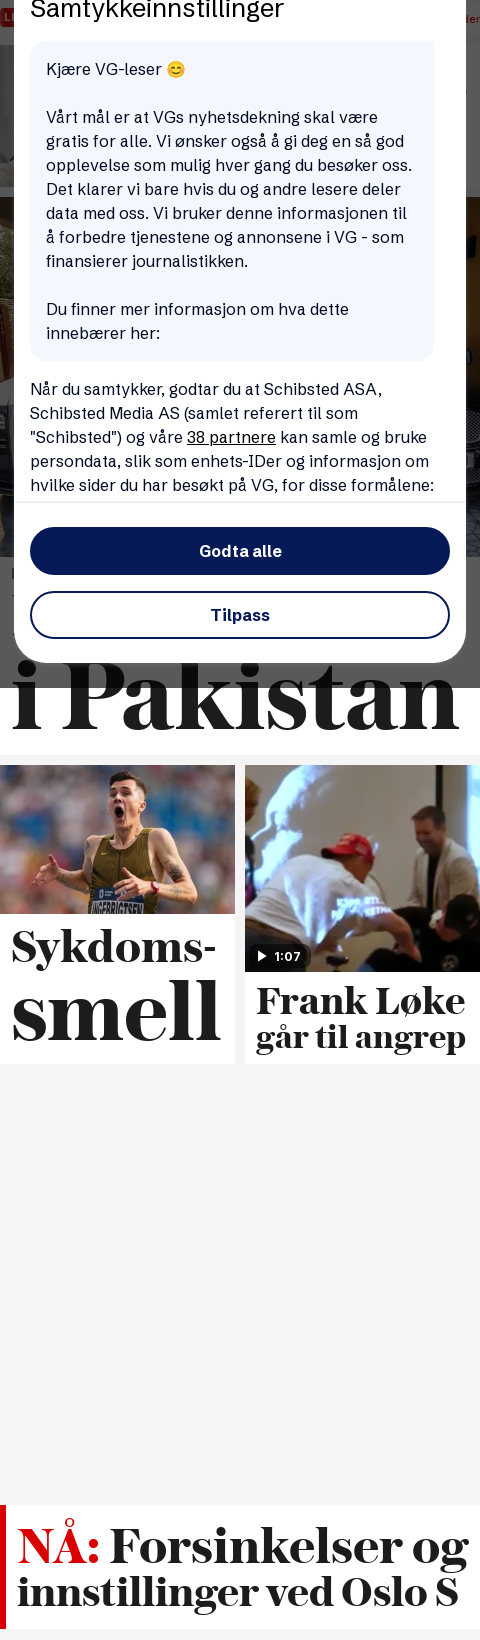 Samtykkeinnstillinger
Kjære VG-leser 😊
Vårt mål er at VGs nyhetsdekning skal være
gratis for alle. Vi ønsker også å gi deg en så god
opplevelse som mulig hver gang du besøker oss.
Det klarer vi bare hvis du og andre lesere deler
data med oss. Vi bruker denne informasjonen til
å forbedre tjenestene og annonsene i VG - som
finansierer journalistikken.
Du finner mer informasjon om hva dette
innebærer her:
Når du samtykker, godtar du at Schibsted ASA,
Schibsted Media AS (samlet referert til som
"Schibsted") og våre 38 partnere kan samle og bruke
persondata, slik som enhets-IDer og informasjon om
hvilke sider du har besøkt på VG, for disse formålene:
Godta alle
Tilpass
i Pakistan
INGEBRIGTSEN
1:07
Sykdoms-
smell
Frank Løke
går til angrep
NÅ: Forsinkelser og
innstillinger ved Oslo S